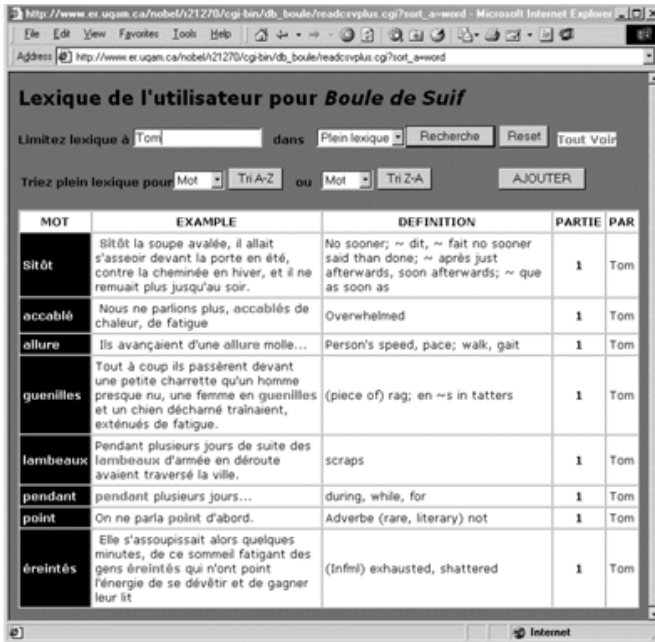 http://www.er.uqam.ca/nobel/r21270/cgi-bin/db_boule/readcsvplus.cgi?sort_a=word - Microsoft Internet Explorer
File Edit View Favorites Tools Help
Address http://www.er.uqam.ca/nobel/r21270/cgi-bin/db_boule/readcsvplus.cgi?sort_a=word
Lexique de l'utilisateur pour Boule de Suif
Limitez lexique à Tom dans Plein lexique Recherche Reset Tout Voir
Triez plein lexique pour Mot Tri A-Z ou Mot Tri Z-A AJOUTER
MOT EXAMPLE DEFINITION PARTIE PAR
Sitôt
Sitôt la soupe avalée, il allait
s'asseoir devant la porte en été,
contre la cheminée en hiver, et il ne
remuait plus jusqu'au soir.
No sooner; ~ dit, ~ fait no sooner
said than done; ~ après just
afterwards, soon afterwards; ~ que
as soon as
1 Tom
accablé
Nous ne parlions plus, accablés de
chaleur, de fatigue
Overwhelmed
1 Tom
allure
Ils avançaient d'une allure molle...
Person's speed, pace; walk, gait
1 Tom
guenilles
Tout à coup ils passèrent devant
une petite charrette qu'un homme
presque nu, une femme en guenilles
et un chien décharné traînaient,
exténués de fatigue.
(piece of) rag; en ~s in tatters
1 Tom
lambeaux
Pendant plusieurs jours de suite des
lambeaux d'armée en déroute
avaient traversé la ville.
scraps
1 Tom
pendant
pendant plusieurs jours...
during, while, for
1 Tom
point
On ne parla point d'abord.
Adverbe (rare, literary) not
1 Tom
éreintés
Elle s'assoupissait alors quelques
minutes, de ce sommeil fatigant des
gens éreintés qui n'ont point
l'énergie de se dévêtir et de gagner
leur lit
(Infml) exhausted, shattered
1 Tom
Internet